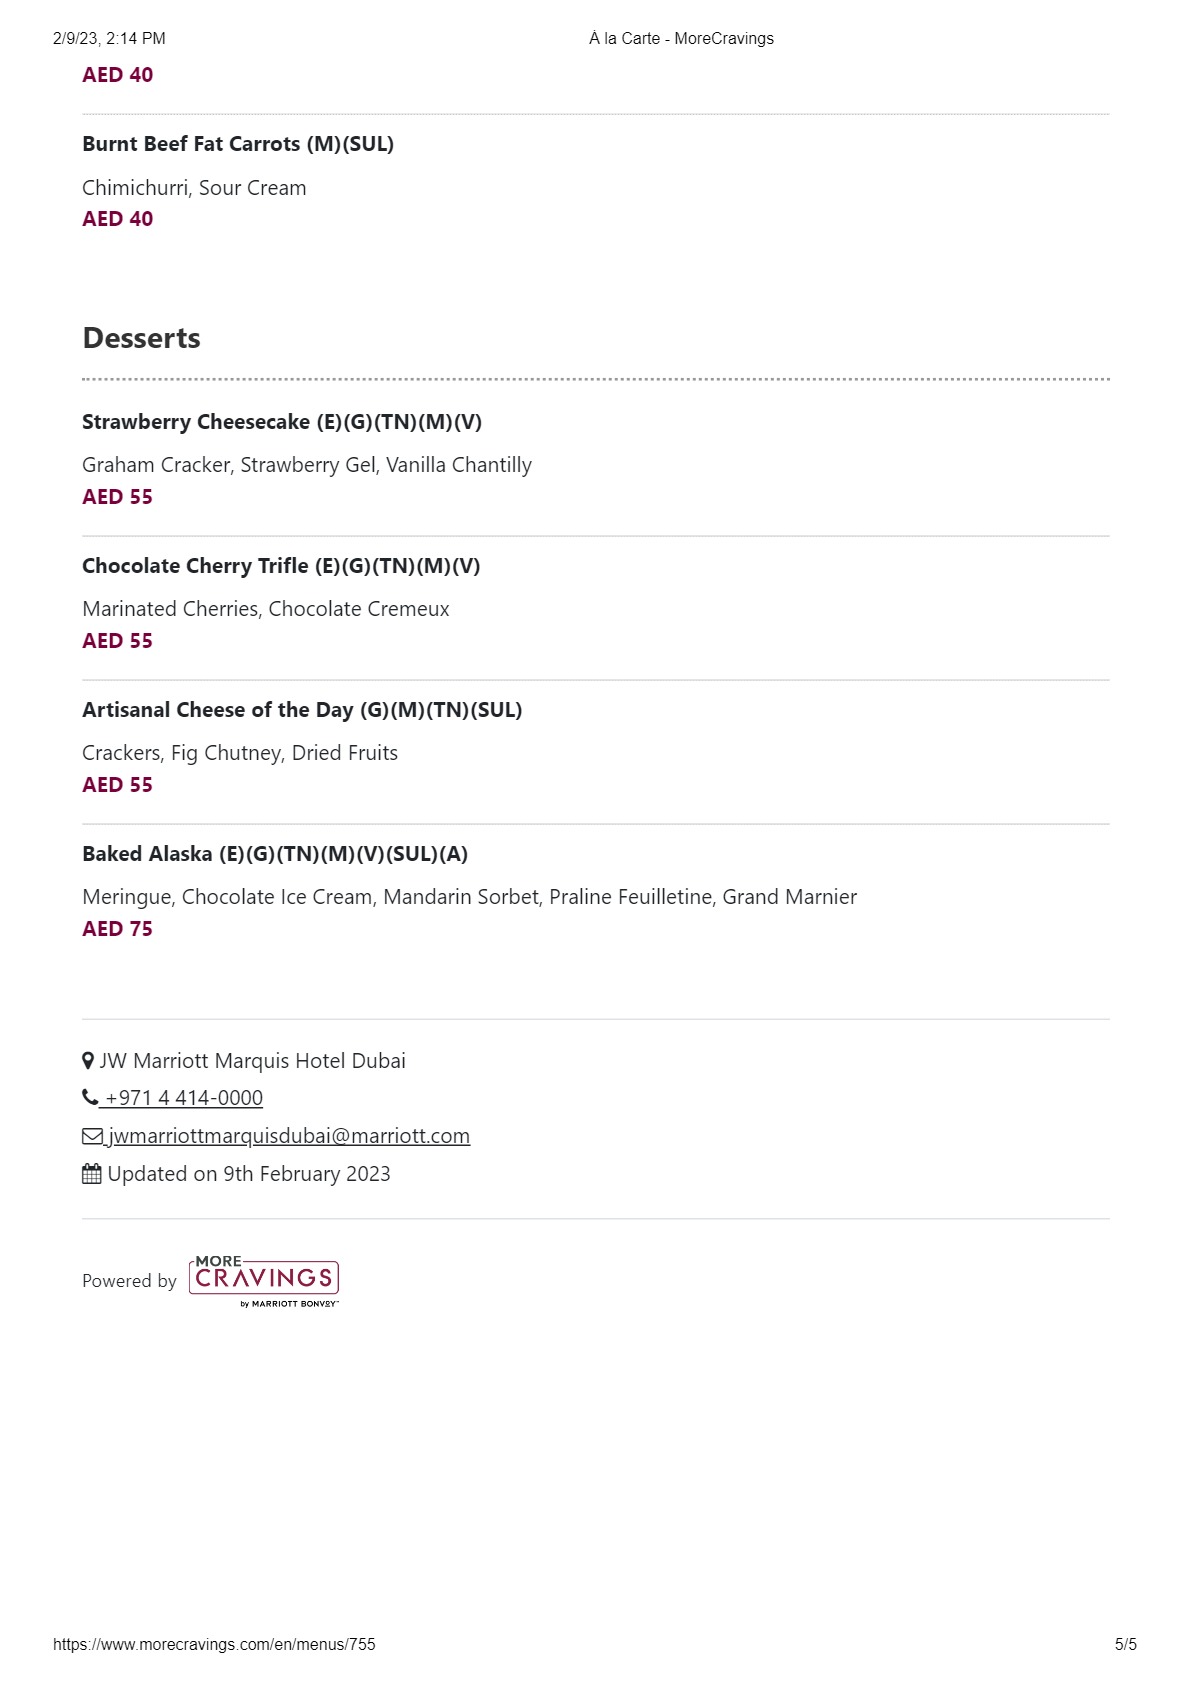 2/9/23, 2:14 PM
À la Carte - MoreCravings
AED 40
Burnt Beef Fat Carrots (M)(SUL)
Chimichurri, Sour Cream
AED 40
Desserts
Strawberry Cheesecake (E)(G)(TN)(M)(V)
Graham Cracker, Strawberry Gel, Vanilla Chantilly
AED 55
Chocolate Cherry Trifle (E)(G)(TN)(M)(V)
Marinated Cherries, Chocolate Cremeux
AED 55
Artisanal Cheese of the Day (G)(M)(TN)(SUL)
Crackers, Fig Chutney, Dried Fruits
AED 55
Baked Alaska (E)(G)(TN)(M)(V)(SUL)(A)
Meringue, Chocolate Ice Cream, Mandarin Sorbet, Praline Feuilletine, Grand Marnier
AED 75
JW Marriott Marquis Hotel Dubai
+971 4 414-0000
jwmarriottmarquisdubai@marriott.com
Updated on 9th February 2023
Powered by
MORE
CRAVINGS
by MARRIOTT BONVOY™
https://www.morecravings.com/en/menus/755
5/5